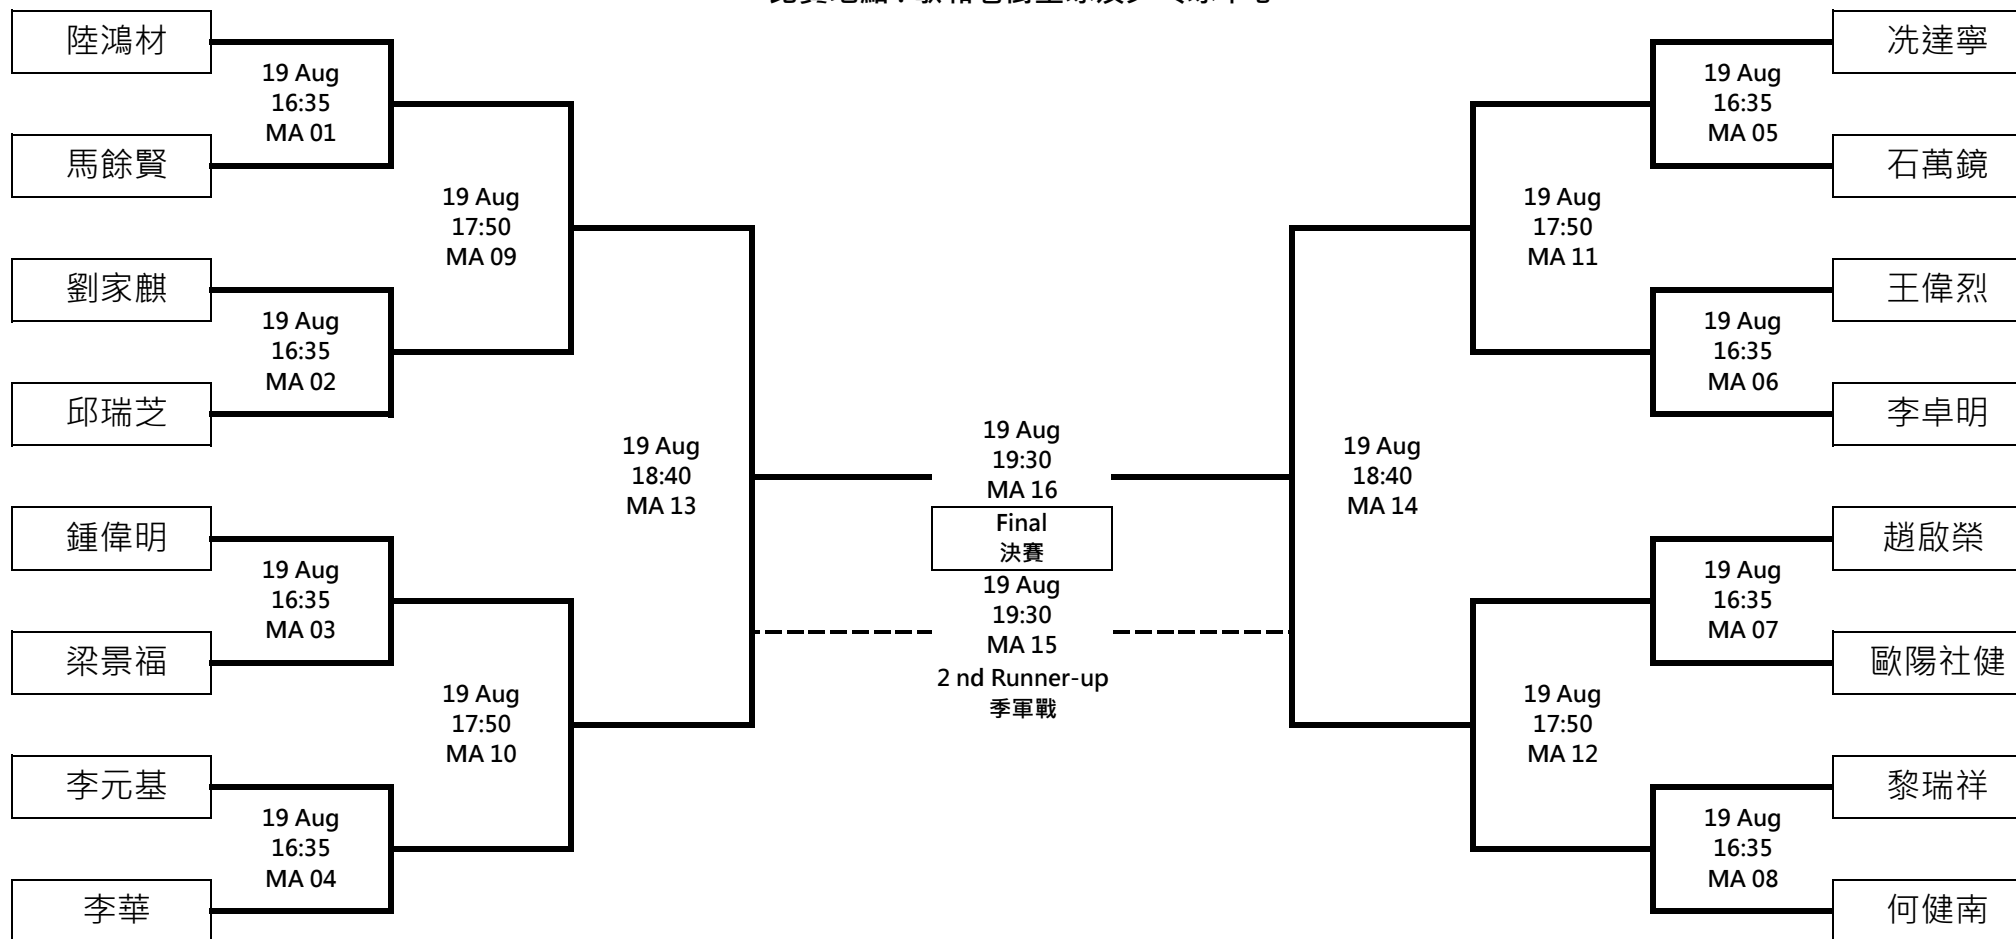 陸鴻材
19 Aug
16:35
MA 01
馬餘賢
19 Aug
17:50
MA 09
劉家麒
19 Aug
16:35
MA 02
邱瑞芝
19 Aug
18:40
MA 13
鍾偉明
19 Aug
16:35
MA 03
梁景福
19 Aug
17:50
MA 10
李元基
19 Aug
16:35
MA 04
李華
19 Aug
19:30
MA 16
Final
決賽
19 Aug
19:30
MA 15
2 nd Runner-up
季軍戰
冼達寧
19 Aug
16:35
MA 05
石萬鏡
19 Aug
17:50
MA 11
王偉烈
19 Aug
16:35
MA 06
李卓明
19 Aug
18:40
MA 14
趙啟榮
19 Aug
16:35
MA 07
歐陽社健
19 Aug
17:50
MA 12
黎瑞祥
19 Aug
16:35
MA 08
何健南